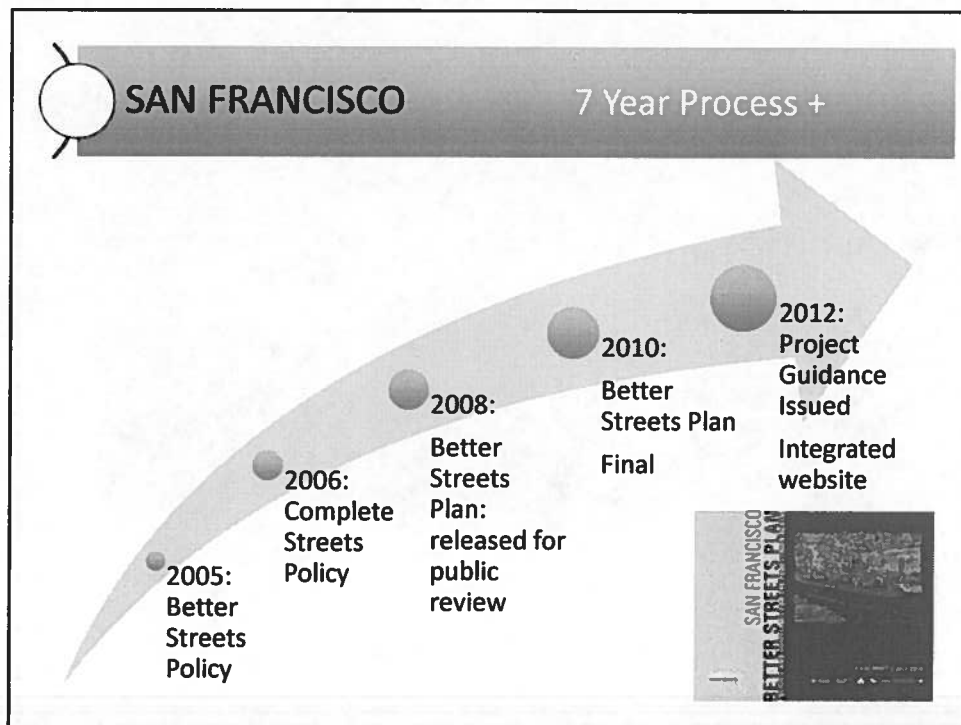 SAN FRANCISCO
7 Year Process +
2005:
Better
Streets
Policy
2006:
Complete
Streets
Policy
2008:
Better
Streets
Plan:
released for
public
review
2010:
Better
Streets Plan
Final
2012:
Project
Guidance
Issued
Integrated
website
SAN FRANCISCO
BETTER STREETS PLAN